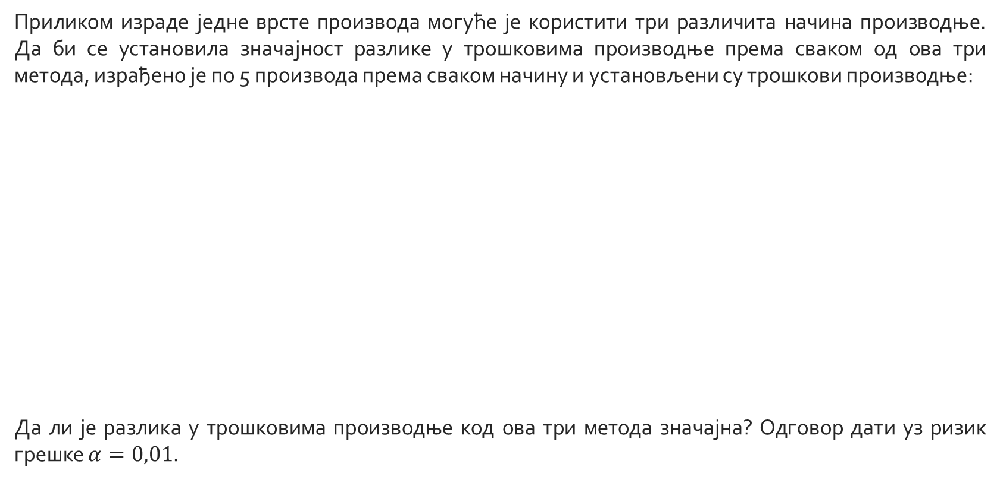 Приликом израде једне врсте производа могуће је користити три различита начина производње.
Да би се установила значајност разлике у трошковима производње према сваком од ова три
метода, израђено је по 5 производа према сваком начину и установљени су трошкови производње:
Да ли је разлика у трошковима производње код ова три метода значајна? Одговор дати уз ризик
грешке α = 0,01.